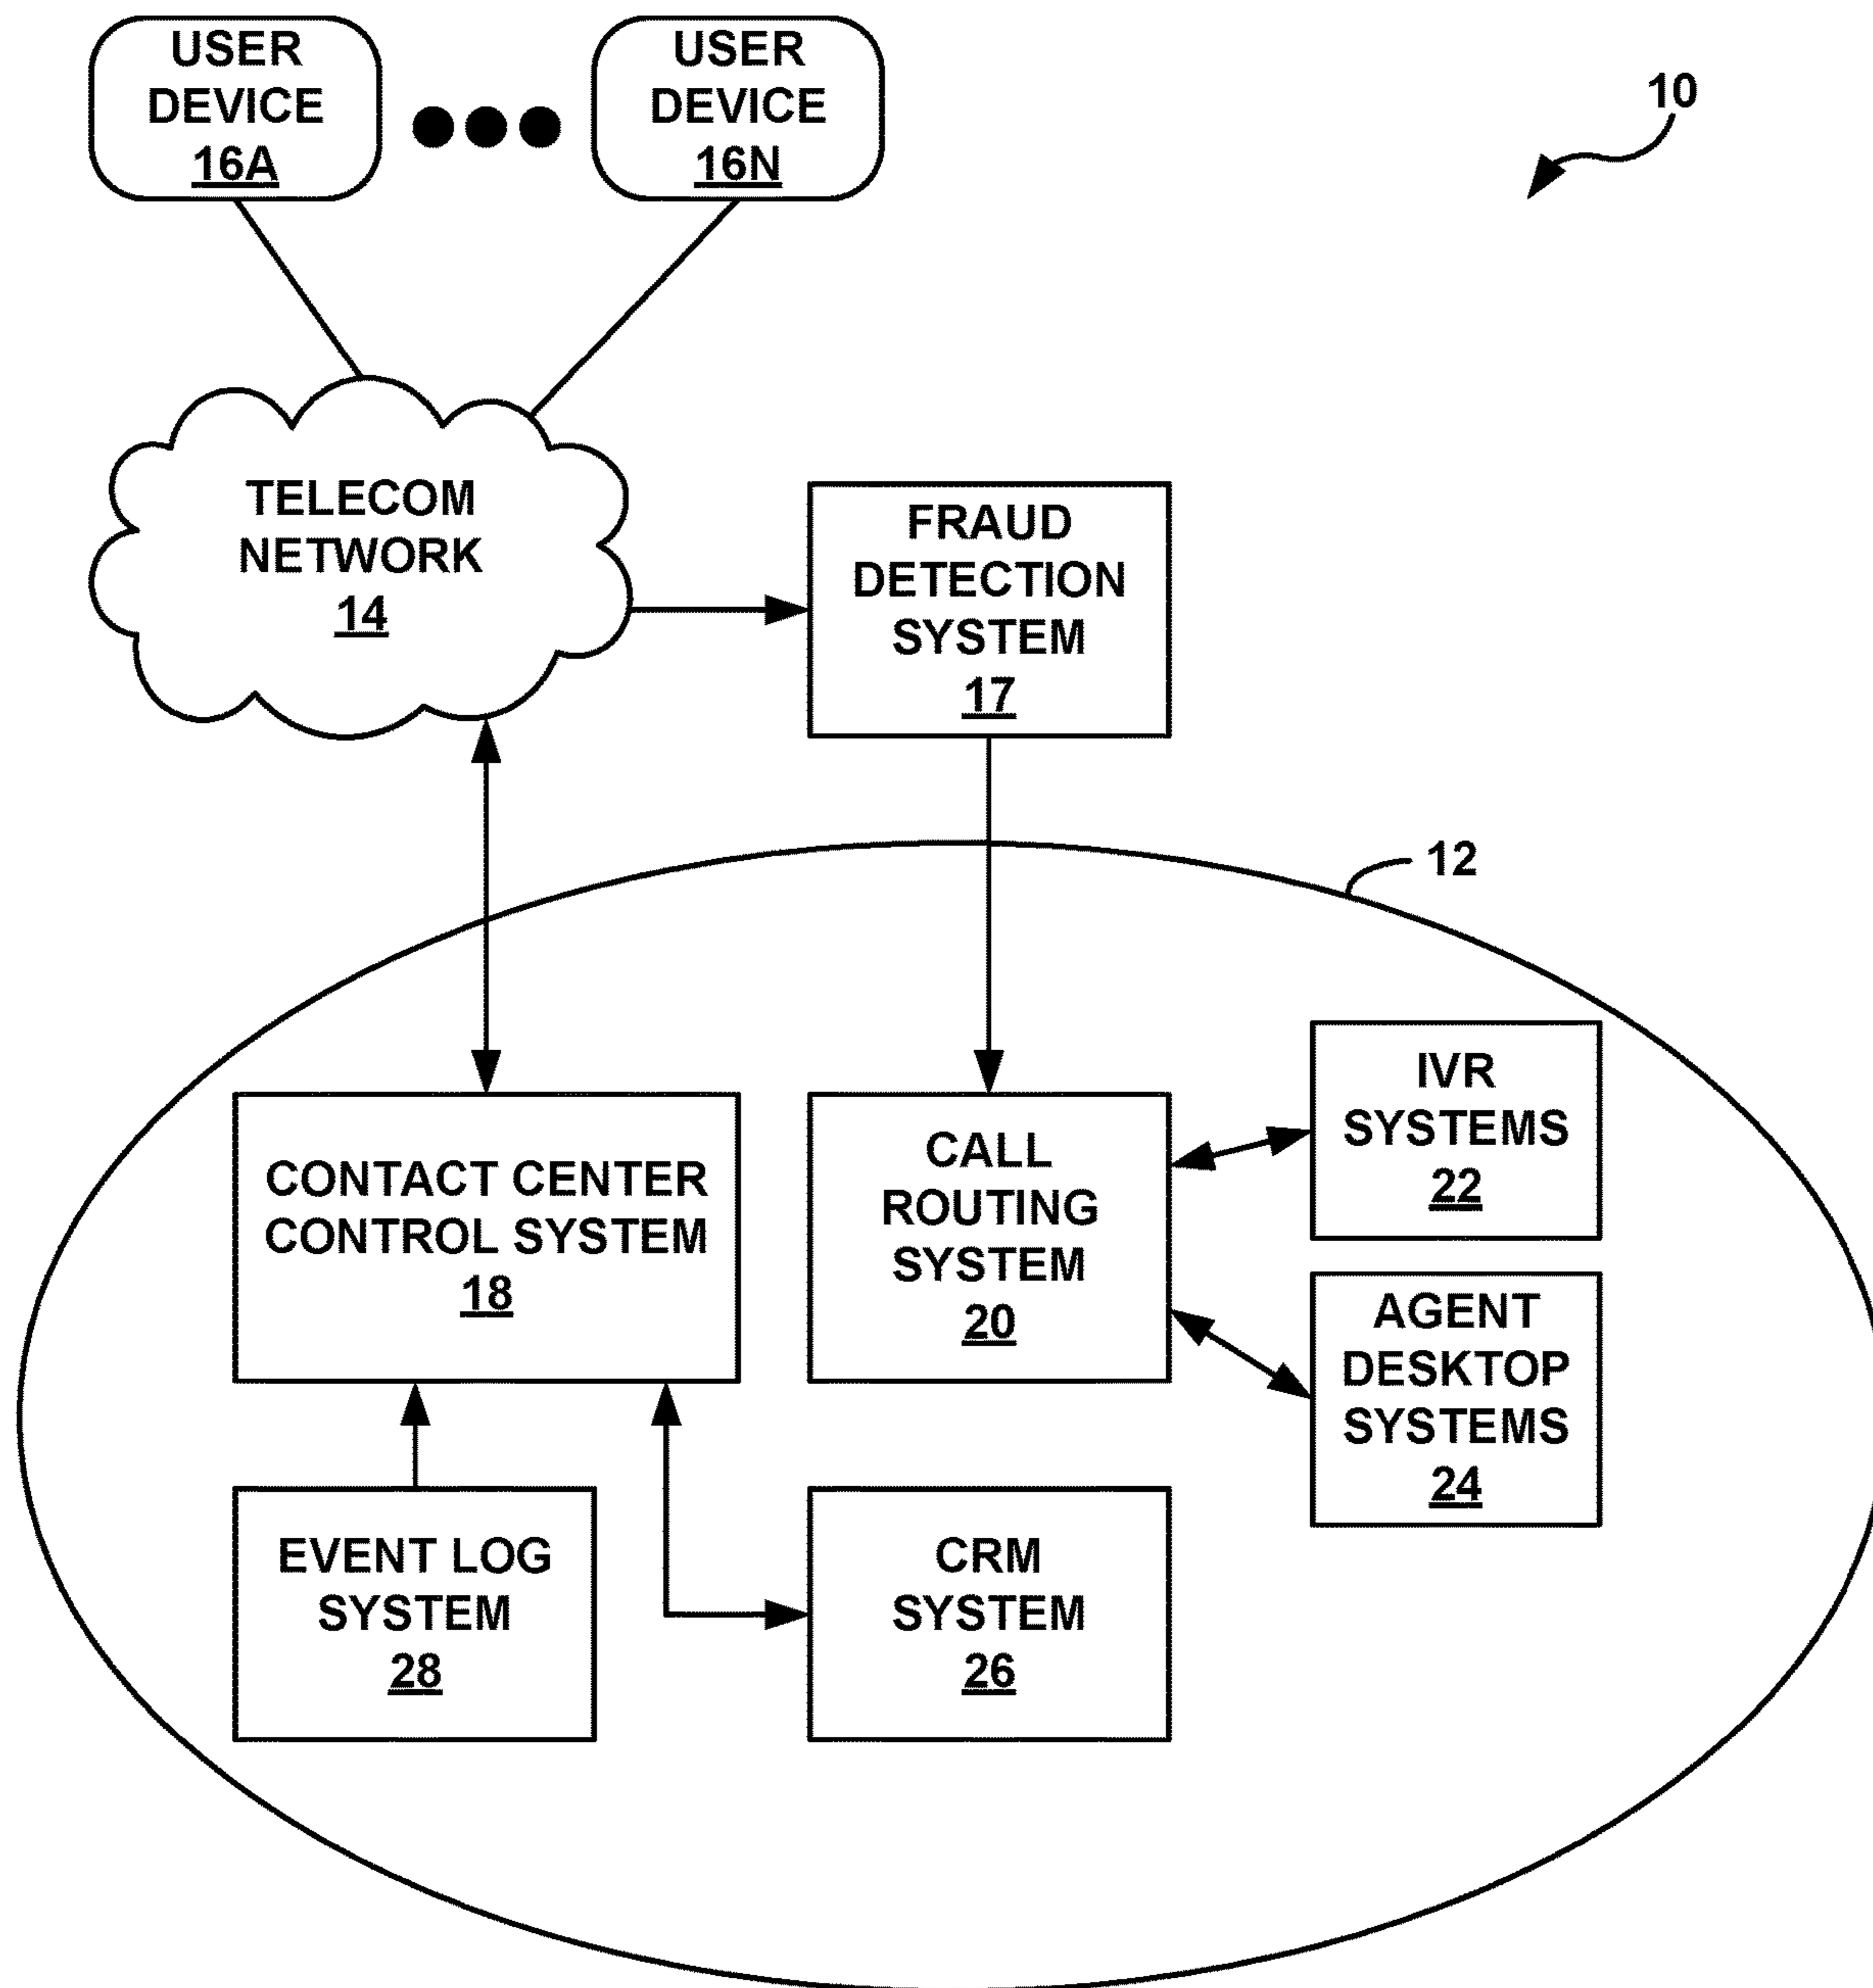 USER
DEVICE
16A
USER
DEVICE
16N
10
TELECOM
NETWORK
14
FRAUD
DETECTION
SYSTEM
17
12
CONTACT CENTER
CONTROL SYSTEM
18
CALL
ROUTING
SYSTEM
20
IVR
SYSTEMS
22
AGENT
DESKTOP
SYSTEMS
24
EVENT LOG
SYSTEM
28
CRM
SYSTEM
26